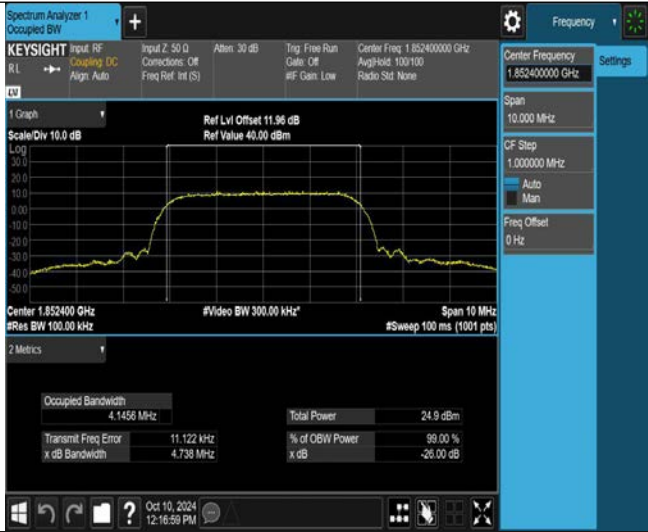 Spectrum Analyzer 1
Occupied BW
Frequency
KEYSIGHT
RL
Input: RF
Coupling: DC
Align: Auto
Input Z: 50 Ω
Corrections: Off
Freq Ref: Int (S)
Atten: 30 dB
Trig: Free Run
Gate: Off
#IF Gain: Low
Center Freq: 1.852400000 GHz
Avg|Hold: 100/100
Radio Std: None
LW
Center Frequency
1.852400000 GHz
Settings
Span
10.000 MHz
CF Step
1.000000 MHz
Auto
Man
Freq Offset
0 Hz
1 Graph
Scale/Div 10.0 dB
Ref Lvl Offset 11.96 dB
Ref Value 40.00 dBm
Log
30.0
20.0
10.0
0.00
-10.0
-20.0
-30.0
-40.0
-50.0
Center 1.852400 GHz
#Res BW 100.00 kHz
#Video BW 300.00 kHz*
Span 10 MHz
#Sweep 100 ms (1001 pts)
2 Metrics
Occupied Bandwidth
4.1456 MHz
Total Power 24.9 dBm
Transmit Freq Error 11.122 kHz
% of OBW Power 99.00 %
x dB Bandwidth 4.738 MHz
x dB -26.00 dB
?
Oct 10, 2024
12:16:59 PM